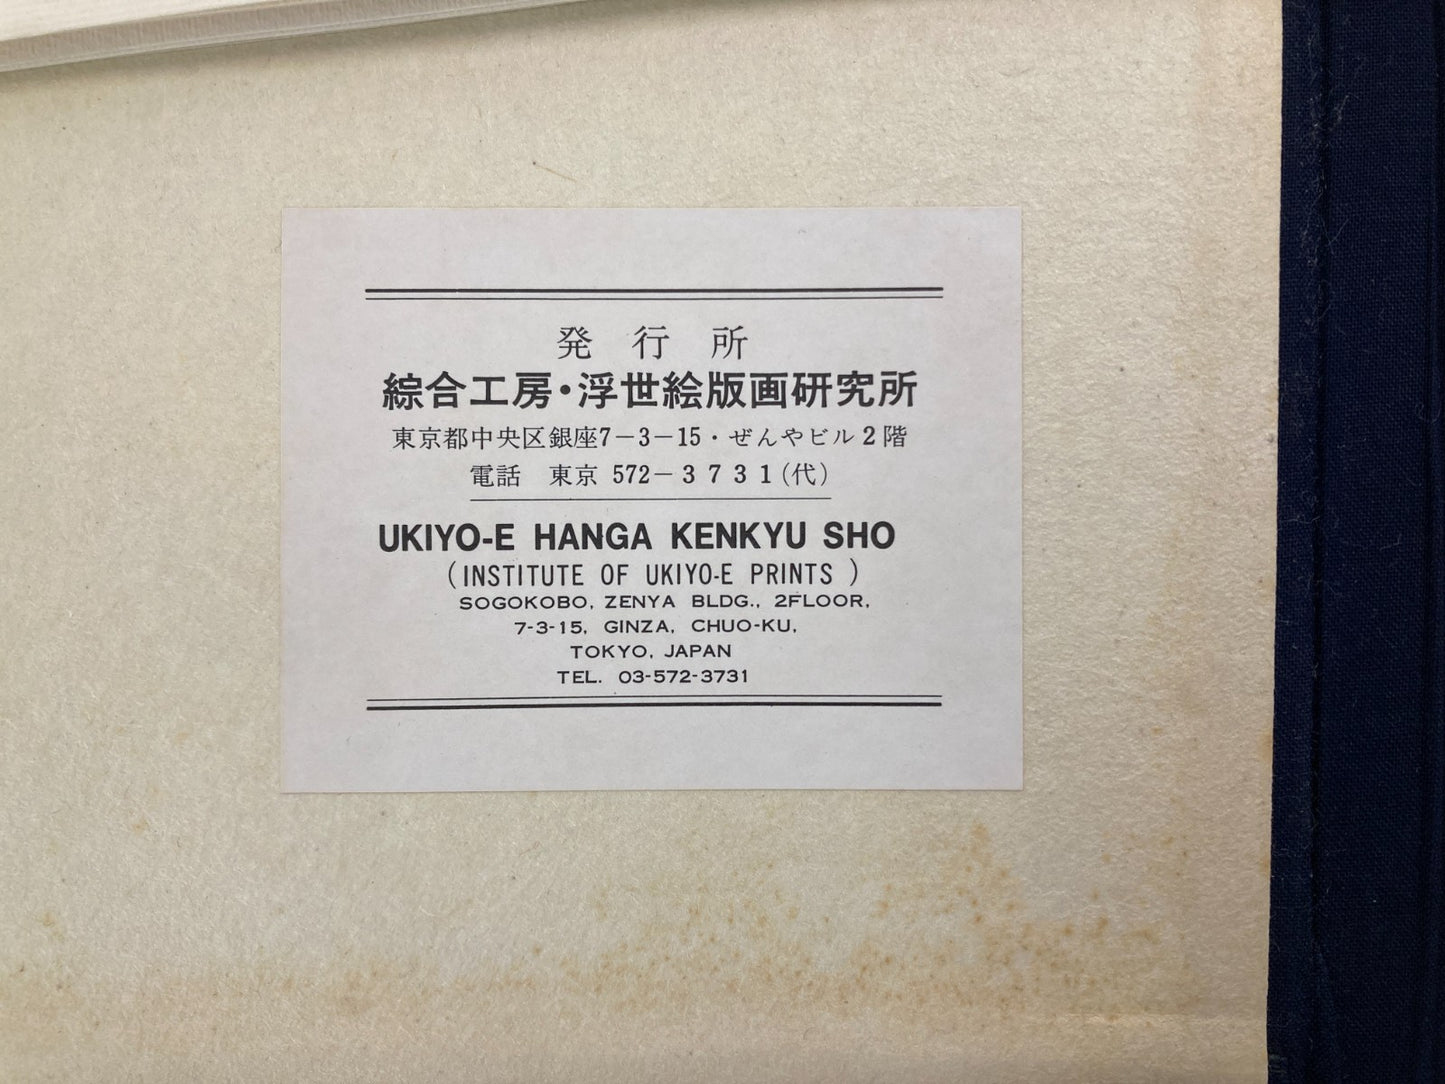 発行所
綜合工房・浮世絵版画研究所
東京都中央区銀座7-3-15・ぜんやビル2階
電話 東京 572-3731(代)
UKIYO-E HANGA KENKYU SHO
(INSTITUTE OF UKIYO-E PRINTS )
SOGOKOBO, ZENYA BLDG., 2FLOOR,
7-3-15, GINZA, CHUO-KU,
TOKYO, JAPAN
TEL. 03-572-3731